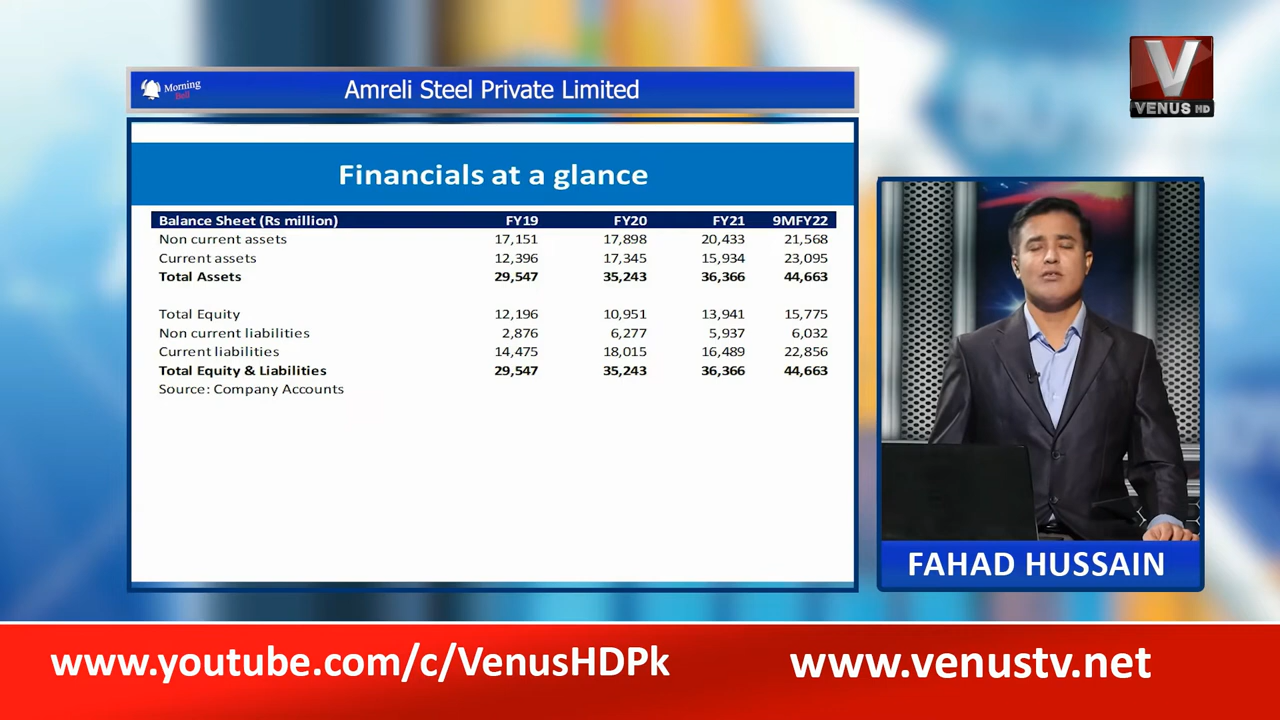 Morning
Bell
Amreli Steel Private Limited
VENUS HD
Financials at a glance
Balance Sheet (Rs million) FY19 FY20 FY21 9MFY22
Non current assets 17,151 17,898 20,433 21,568
Current assets 12,396 17,345 15,934 23,095
Total Assets 29,547 35,243 36,366 44,663
Total Equity 12,196 10,951 13,941 15,775
Non current liabilities 2,876 6,277 5,937 6,032
Current liabilities 14,475 18,015 16,489 22,856
Total Equity & Liabilities 29,547 35,243 36,366 44,663
Source: Company Accounts
FAHAD HUSSAIN
www.youtube.com/c/VenusHDPk www.venustv.net